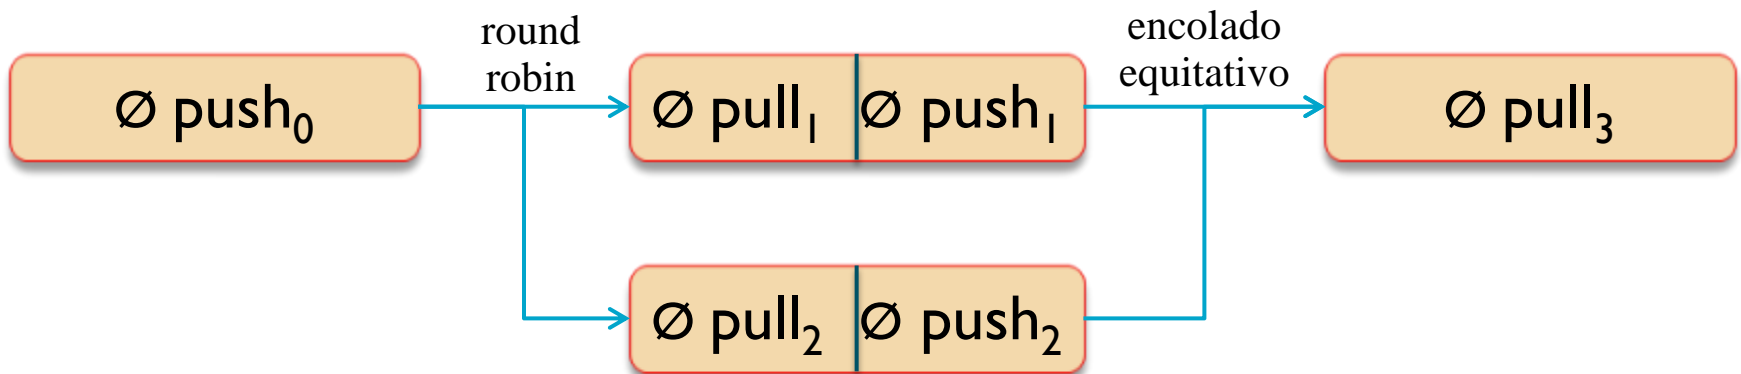 Ø push₀
round
robin
Ø pull₁ Ø push₁
encolado
equitativo
Ø pull₃
Ø pull₂ Ø push₂